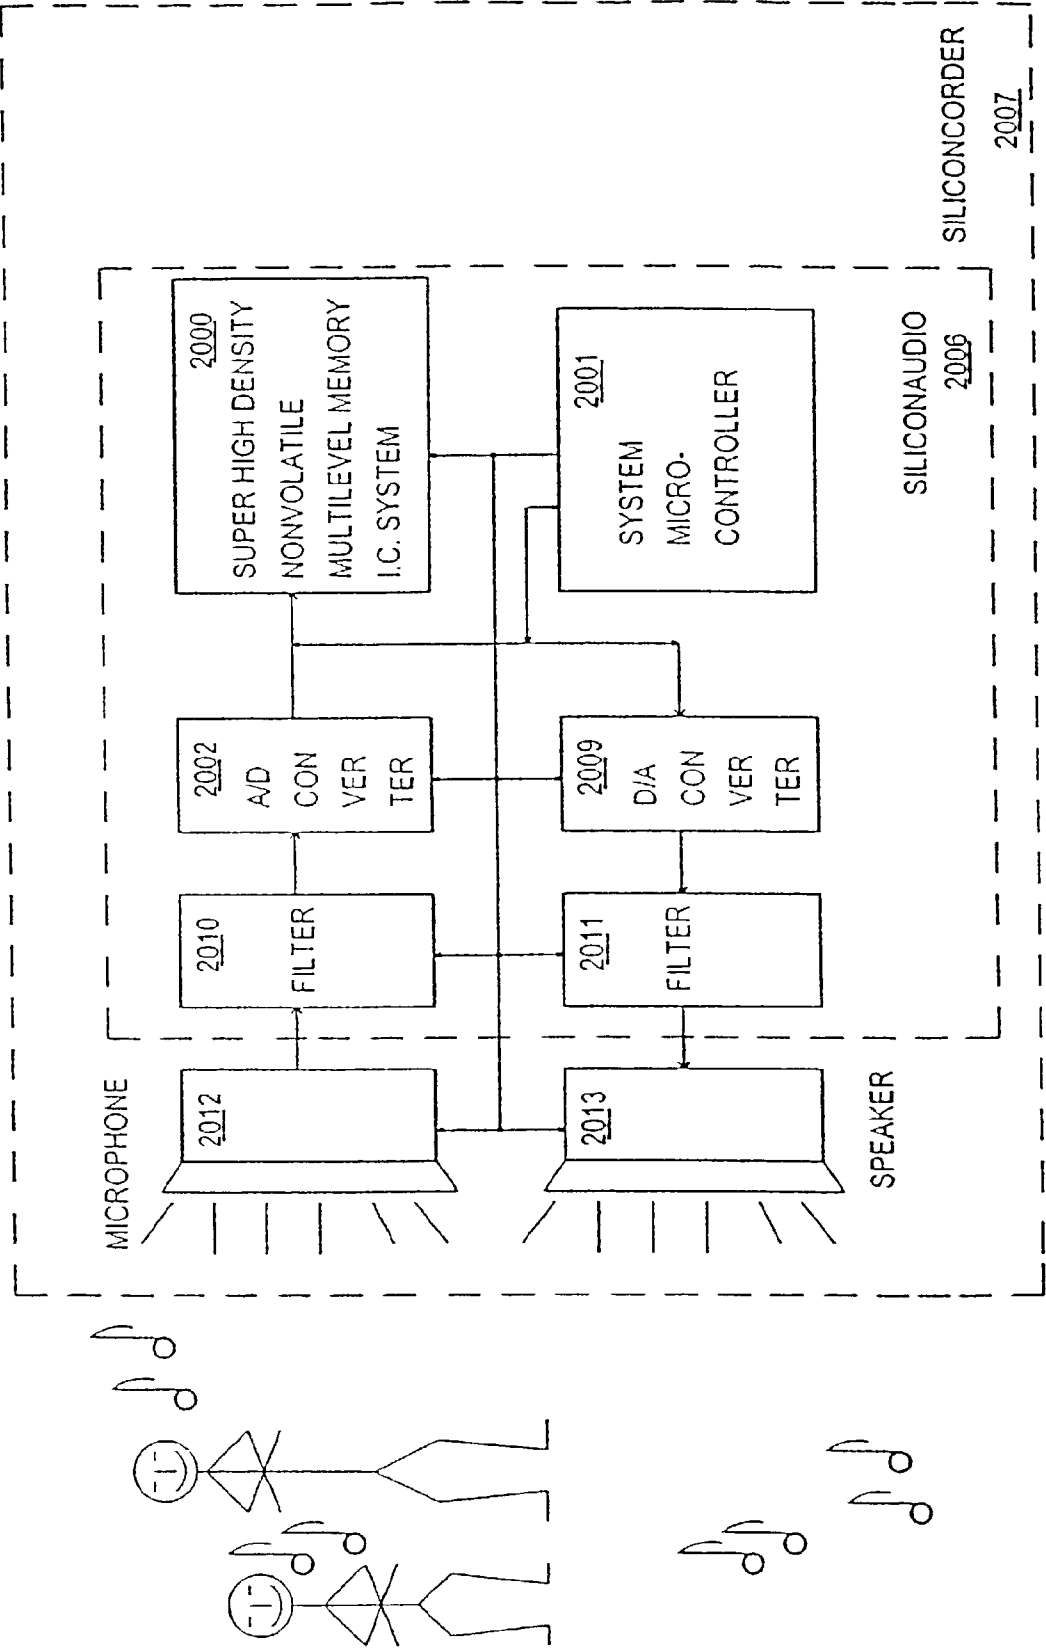 MICROPHONE
2012
2010
FILTER
2002
A/D
CON
VER
TER
2000
SUPER HIGH DENSITY
NONVOLATILE
MULTILEVEL MEMORY
I.C. SYSTEM
2013
SPEAKER
2011
FILTER
2009
D/A
CON
VER
TER
2001
SYSTEM
MICRO-
CONTROLLER
SILICONAUDIO
2006
SILICONCORDER
2007